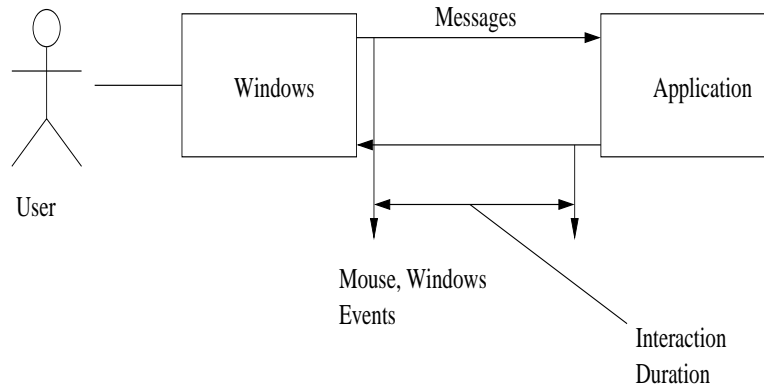 Messages
Windows
Application
User
Mouse, Windows
Events
Interaction
Duration